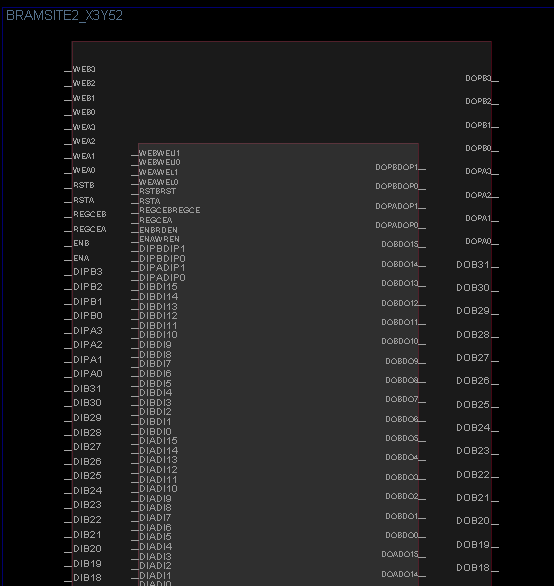 BRAMSITE2_X3Y52
WEB3
WEB2
WEB1
WEB0
WEA3
WEA2
WEA1
WEA0
RSTB
RSTA
REGCEB
REGCEA
ENB
ENA
DIPB3
DIPB2
DIPB1
DIPB0
DIPA3
DIPA2
DIPA1
DIPA0
DIB31
DIB30
DIB29
DIB28
DIB27
DIB26
DIB25
DIB24
DIB23
DIB22
DIB21
DIB20
DIB19
DIB18
WEBWEU1
WEBWEU0
WEAWEL1
WEAWEL0
RSTBRST
RSTA
REGCEBREGCE
REGCEA
ENBRDEN
ENAWREN
DIPBDIP1
DIPBDIP0
DIPADIP1
DIPADIP0
DIBDI15
DIBDI14
DIBDI13
DIBDI12
DIBDI11
DIBDI10
DIBDI9
DIBDI8
DIBDI7
DIBDI6
DIBDI5
DIBDI4
DIBDI3
DIBDI2
DIBDI1
DIBDI0
DIADI15
DIADI14
DIADI13
DIADI12
DIADI11
DIADI10
DIADI9
DIADI8
DIADI7
DIADI6
DIADI5
DIADI4
DIADI3
DIADI2
DIADI1
DIADI0
DOPBDOP1
DOPBDOP0
DOPADOP1
DOPADOP0
DOBDO15
DOBDO14
DOBDO13
DOBDO12
DOBDO11
DOBDO10
DOBDO9
DOBDO8
DOBDO7
DOBDO6
DOBDO5
DOBDO4
DOBDO3
DOBDO2
DOBDO1
DOBDO0
DOADO15
DOADO14
DOPB3
DOPB2
DOPB1
DOPB0
DOPA3
DOPA2
DOPA1
DOPA0
DOB31
DOB30
DOB29
DOB28
DOB27
DOB26
DOB25
DOB24
DOB23
DOB22
DOB21
DOB20
DOB19
DOB18